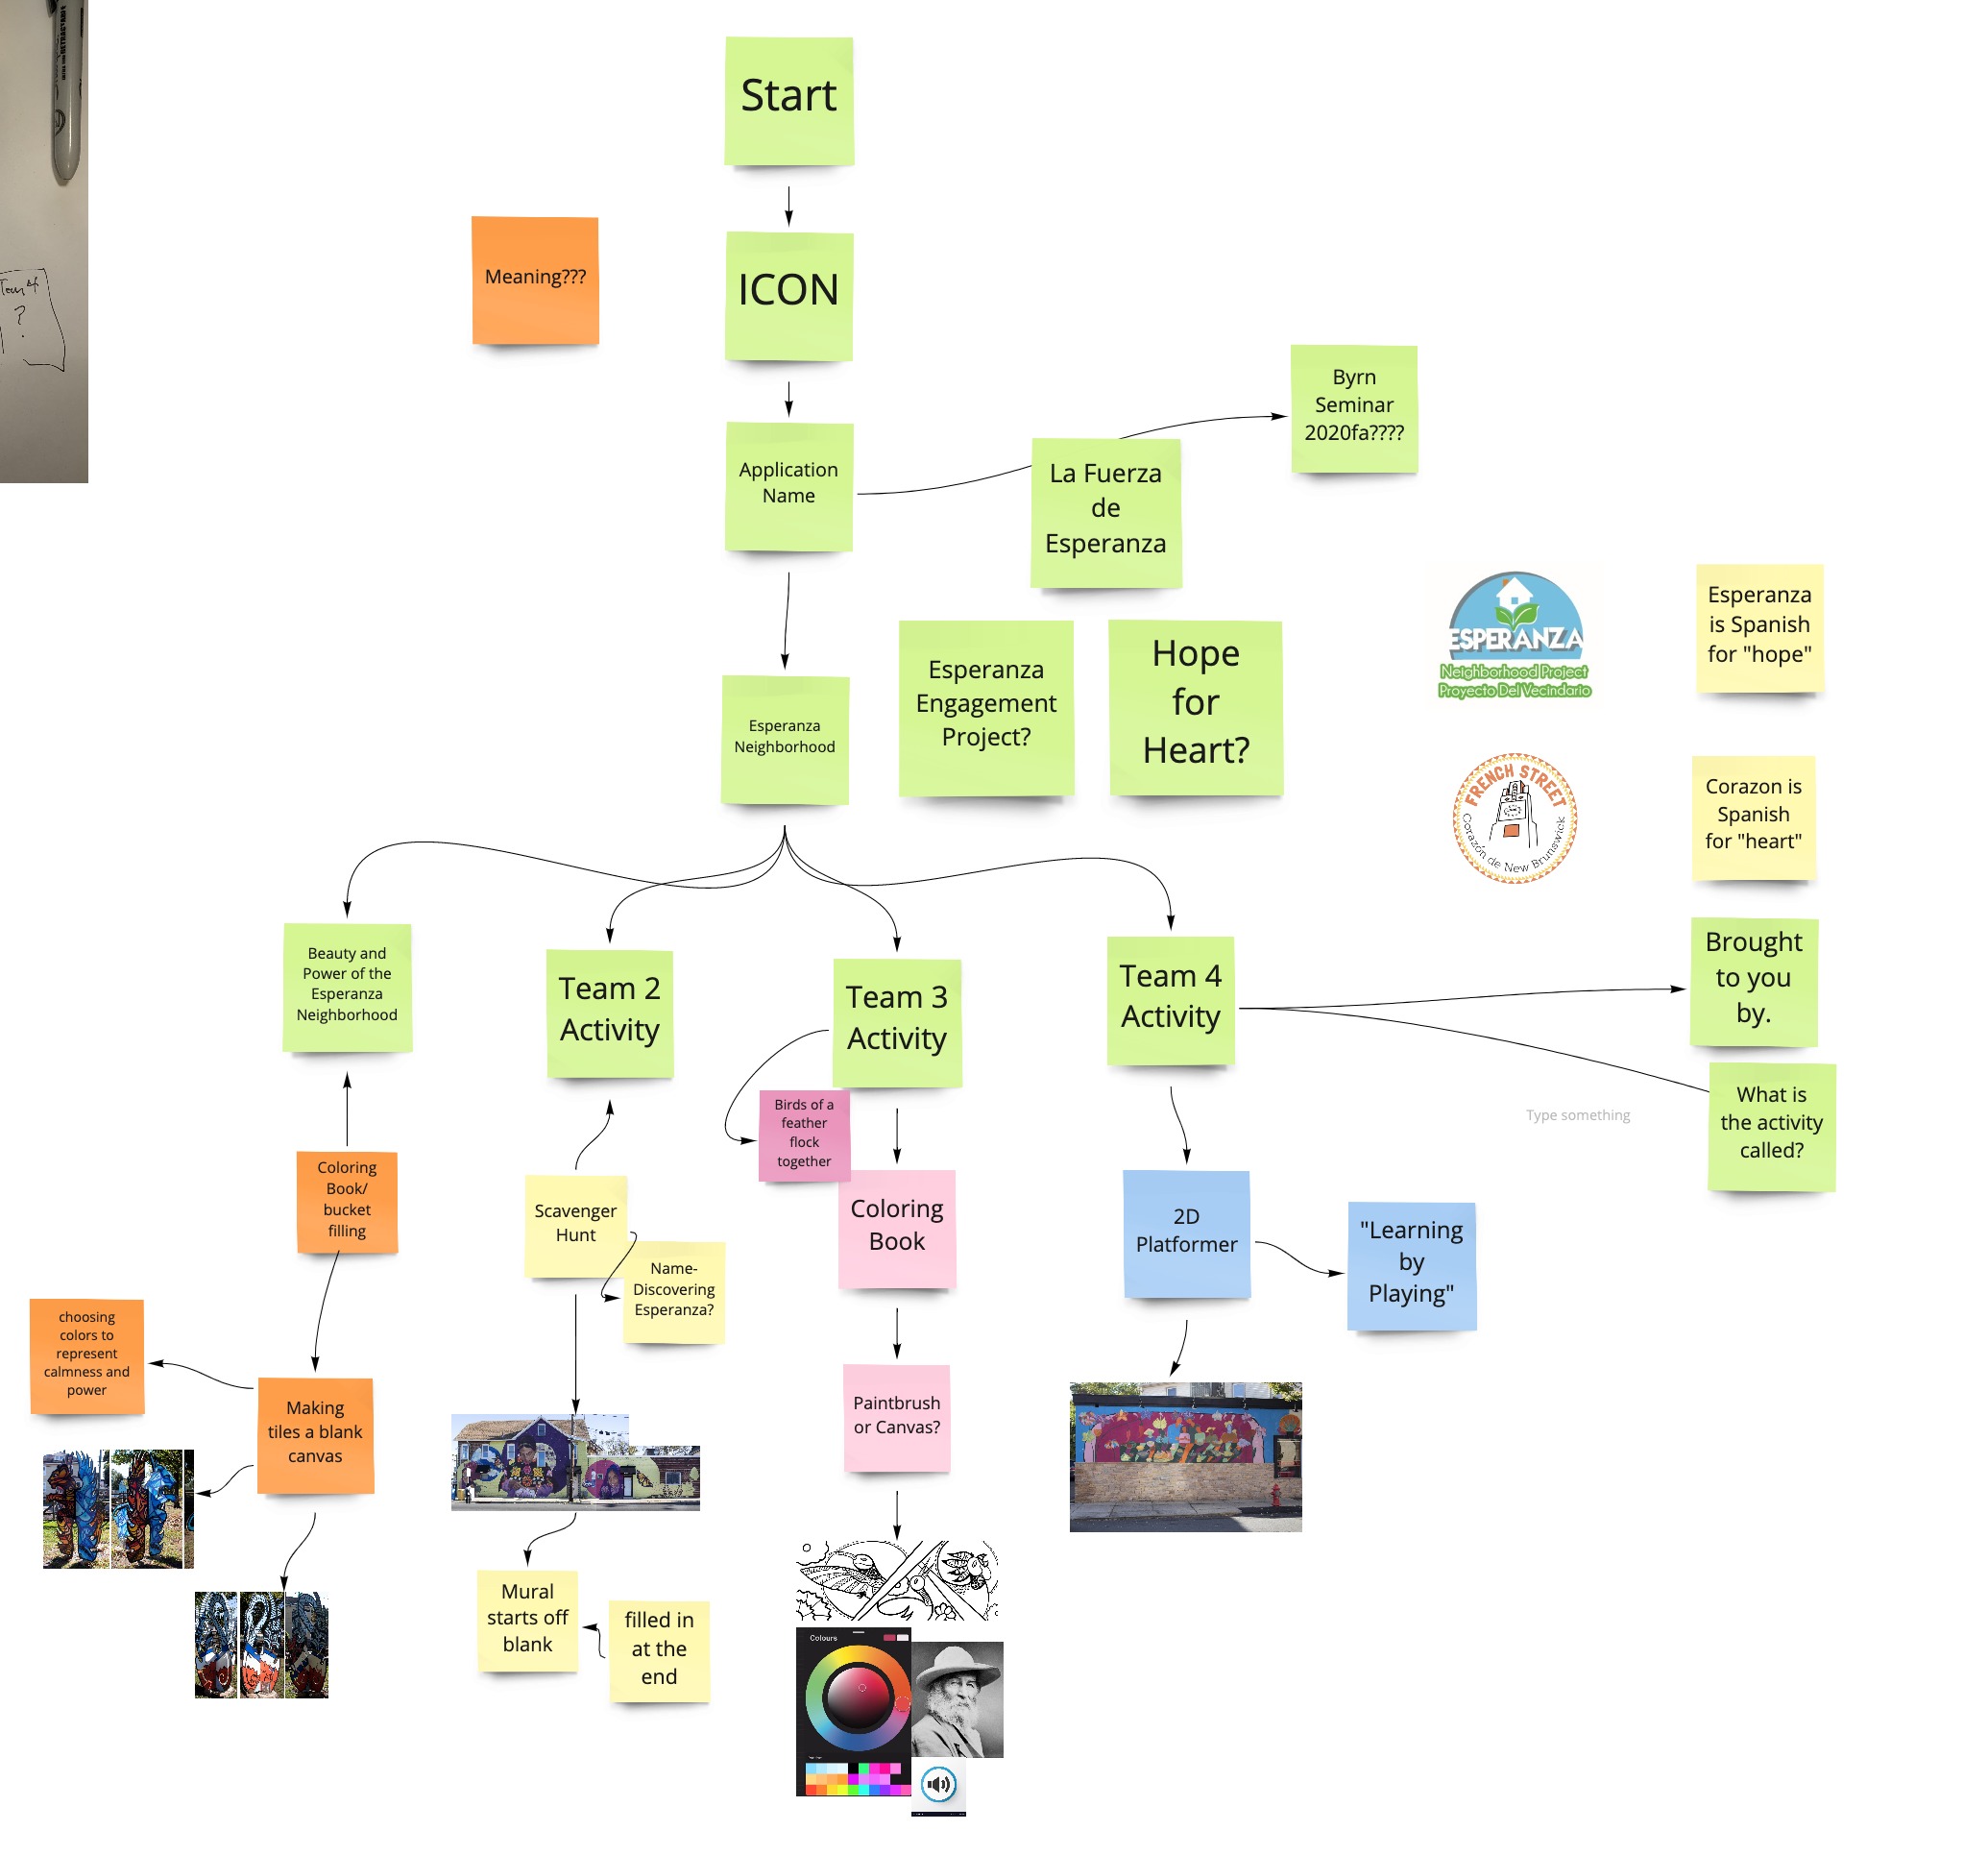 Start
Meaning???
ICON
Team 4
?
Byrn
Seminar
2020fa????
Application
Name
La Fuerza
de
Esperanza
ESPERANZA
Neighborhood Project
Proyecto Del Vecindario
Esperanza
is Spanish
for "hope"
Esperanza
Neighborhood
Esperanza
Engagement
Project?
Hope
for
Heart?
FRENCH STREET
Corazón de New Brunswick
Corazon is
Spanish
for "heart"
Beauty and
Power of the
Esperanza
Neighborhood
Team 2
Activity
Team 3
Activity
Team 4
Activity
Brought
to you
by.
What is
the activity
called?
Type something
Birds of a
feather
flock
together
Coloring
Book/
bucket
filling
Scavenger
Hunt
Name-
Discovering
Esperanza?
Coloring
Book
2D
Platformer
"Learning
by
Playing"
choosing
colors to
represent
calmness and
power
Making
tiles a blank
canvas
Paintbrush
or Canvas?
Mural
starts off
blank
filled in
at the
end
Colours